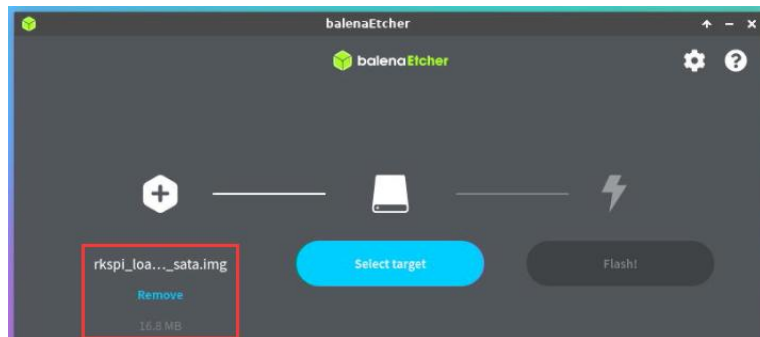 balenaEtcher
balenaEtcher
rkspi_loa..._sata.img
Select target
Flash!
Remove
16.8 MB